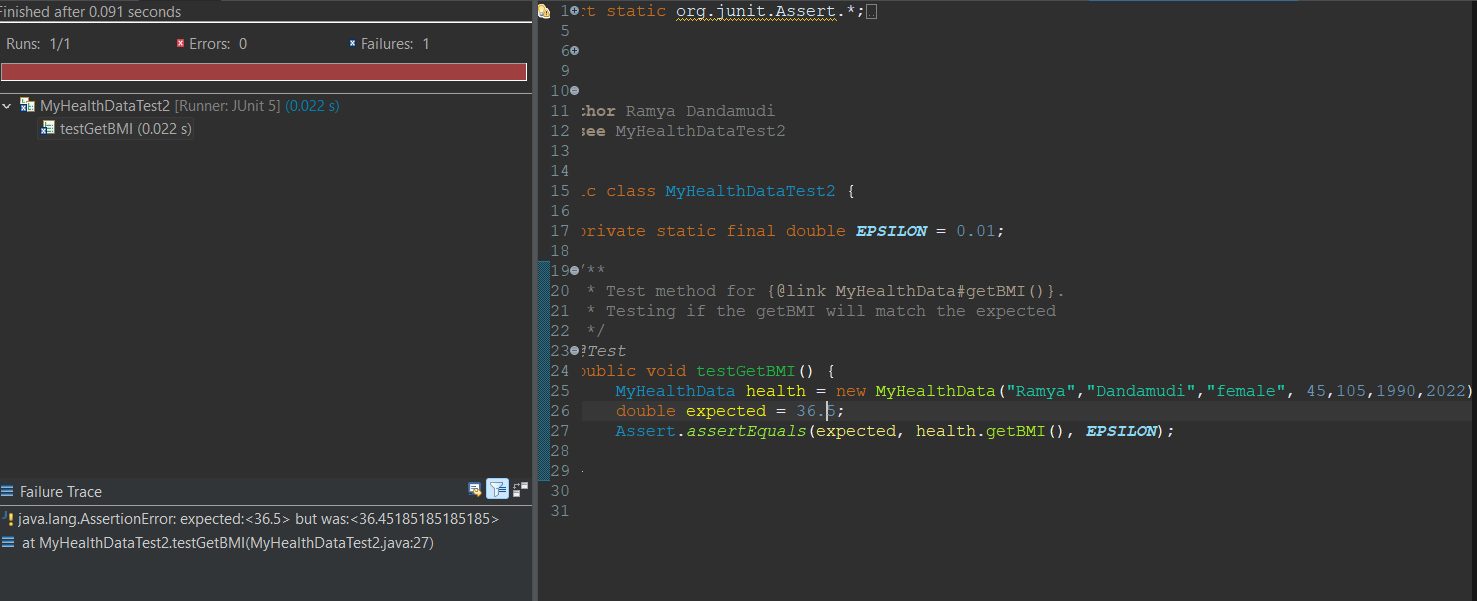 Finished after 0.091 seconds
Runs: 1/1 Errors: 0 Failures: 1
MyHealthDataTest2 [Runner: JUnit 5] (0.022 s)
testGetBMI (0.022 s)
Failure Trace
java.lang.AssertionError: expected:<36.5> but was:<36.45185185185185>
at MyHealthDataTest2.testGetBMI(MyHealthDataTest2.java:27)
1 rt static org.junit.Assert.*;
5
6
9
10
11 thor Ramya Dandamudi
12 see MyHealthDataTest2
13
14
15 ic class MyHealthDataTest2 {
16
17 private static final double EPSILON = 0.01;
18
19 /**
20 * Test method for {@link MyHealthData#getBMI()}.
21 * Testing if the getBMI will match the expected
22 */
23 @Test
24 public void testGetBMI() {
25 MyHealthData health = new MyHealthData("Ramya","Dandamudi","female", 45,105,1990,2022)
26 double expected = 36.5;
27 Assert.assertEquals(expected, health.getBMI(), EPSILON);
28
29
30
31